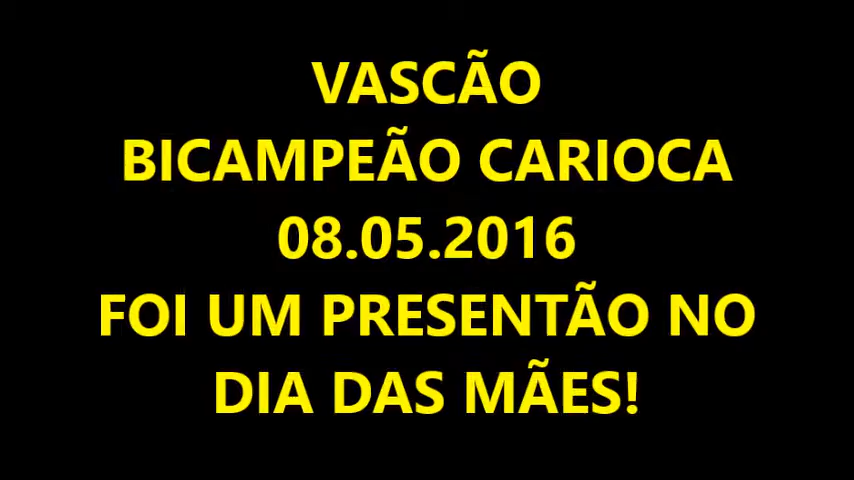 VASCÃO
BICAMPEÃO CARIOCA
08.05.2016
FOI UM PRESENTÃO NO
DIA DAS MÃES!